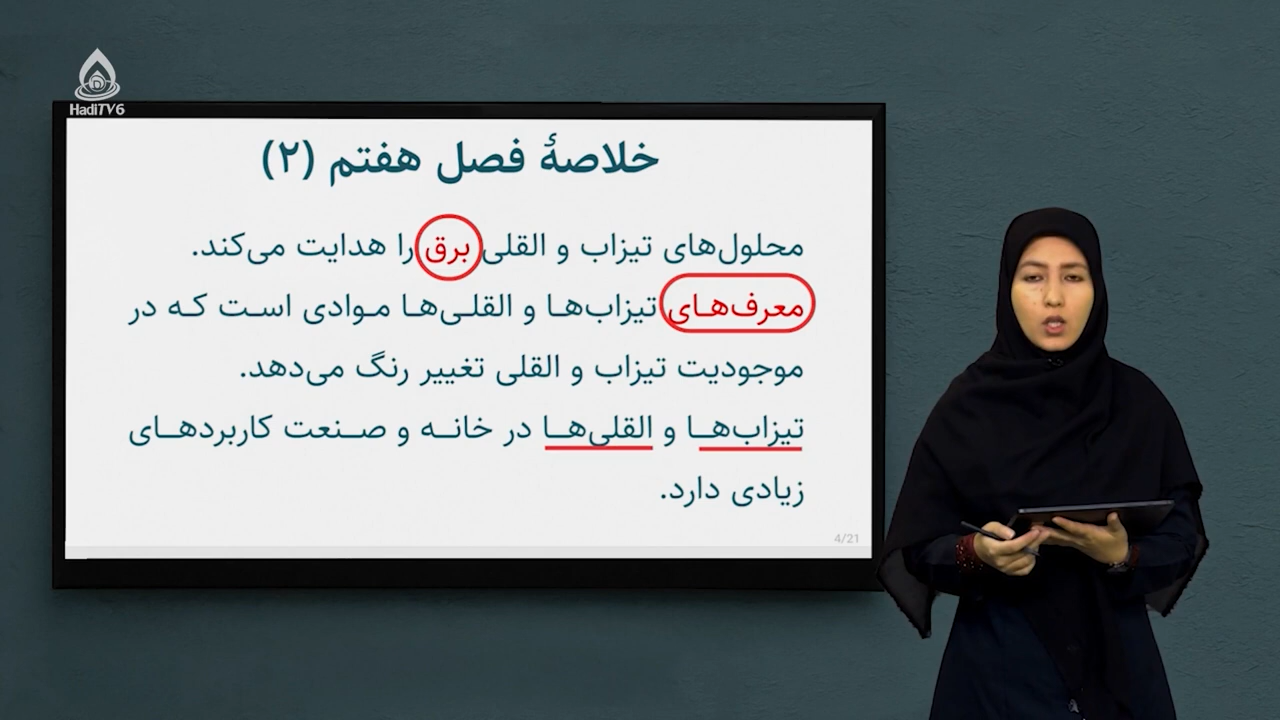 HadiTV6
خلاصهٔ فصل هفتم (۲)
محلول‌های تیزاب و القلی برق را هدایت می‌کند.
معرف‌های تیزاب‌ها و القلی‌ها موادی است که در
موجودیت تیزاب و القلی تغییر رنگ می‌دهد.
تیزاب‌ها و القلی‌ها در خانه و صنعت کاربردهای
زیادی دارد.
4/21